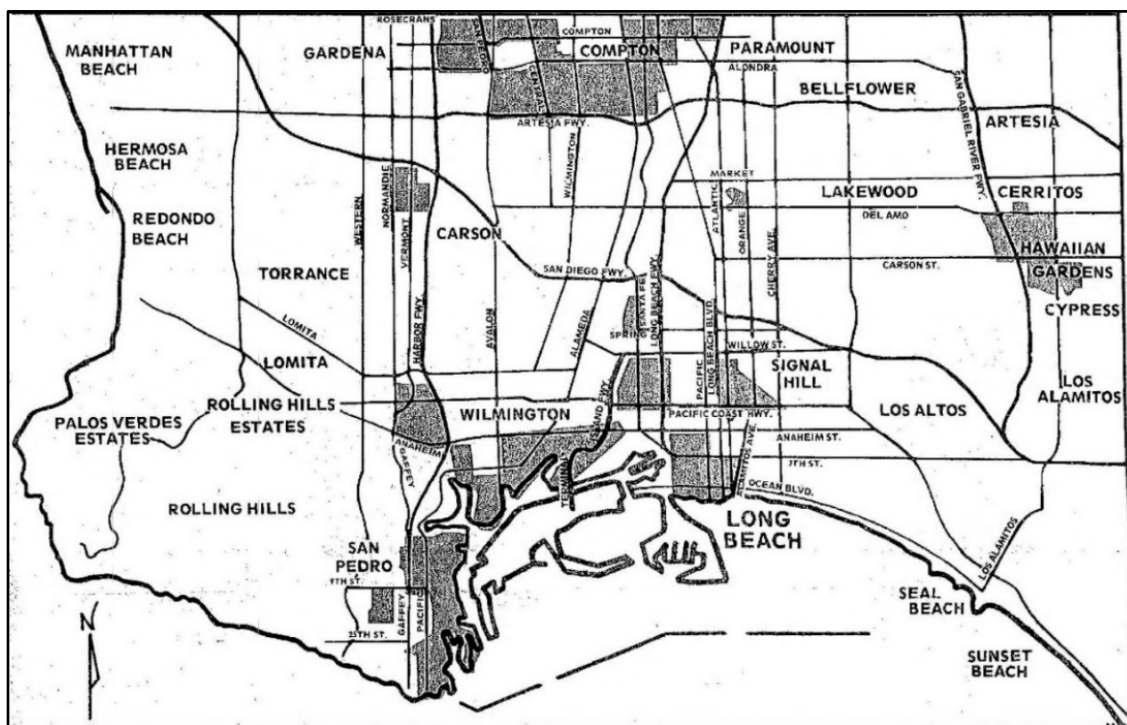 ROSECRANS
MANHATTAN
BEACH
GARDENA
SAN PEDRO
COMPTON
COMPTON
PARAMOUNT
ALONDRA
BELLFLOWER
CENTRAL
ARTESIA FWY.
SAN GABRIEL RIVER FWY.
ARTESIA
HERMOSA
BEACH
WILMINGTON
MARKET
LAKEWOOD
CERRITOS
NORMANDIE
REDONDO
BEACH
WESTERN
VERMONT
CARSON
ATLANTIC
ORANGE
CHERRY AVE.
DEL AMO
HAWAIIAN
GARDENS
TORRANCE
SAN DIEGO FWY.
CARSON ST.
CYPRESS
LOMITA
HARBOR FWY.
AVALON
ALAMEDA
SPRING
SANTA FE
LONG BEACH FWY.
PACIFIC
LONG BEACH BLVD.
WILLOW ST.
LOMITA
SIGNAL
HILL
LOS
ALAMITOS
ROLLING HILLS
ESTATES
WILMINGTON
PACIFIC COAST HWY.
LOS ALTOS
PALOS VERDES
ESTATES
ANAHEIM
GAFFEY
TERMINAL
ALAMITOS AVE.
ANAHEIM ST.
7TH ST.
OCEAN BLVD.
ROLLING HILLS
LONG
BEACH
SAN
PEDRO
9TH ST.
LOS ALAMITOS
SEAL
BEACH
GAFFEY
PACIFIC
25TH ST.
N
SUNSET
BEACH